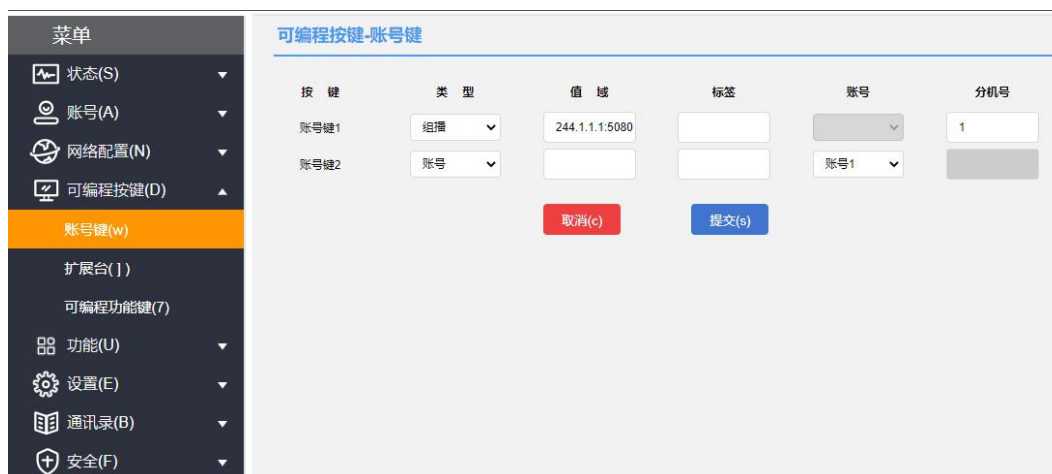 菜单
状态(S)
账号(A)
网络配置(N)
可编程按键(D)
账号键(w)
扩展台(])
可编程功能键(7)
功能(U)
设置(E)
通讯录(B)
安全(F)
可编程按键-账号键
按 键 类 型 值 域 标签 账号 分机号
账号键1 组播 244.1.1.1:5080 1
账号键2 账号 账号1
取消(c) 提交(s)